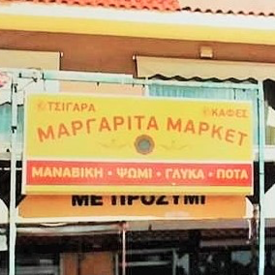 ΤΣΙΓΑΡΑ ΚΑΦΕΣ
ΜΑΡΓΑΡΙΤΑ ΜΑΡΚΕΤ
ΜΑΝΑΒΙΚΗ • ΨΩΜΙ • ΓΛΥΚΑ • ΠΟΤΑ
ΜΕ ΠΡΟΖΥΜΙ